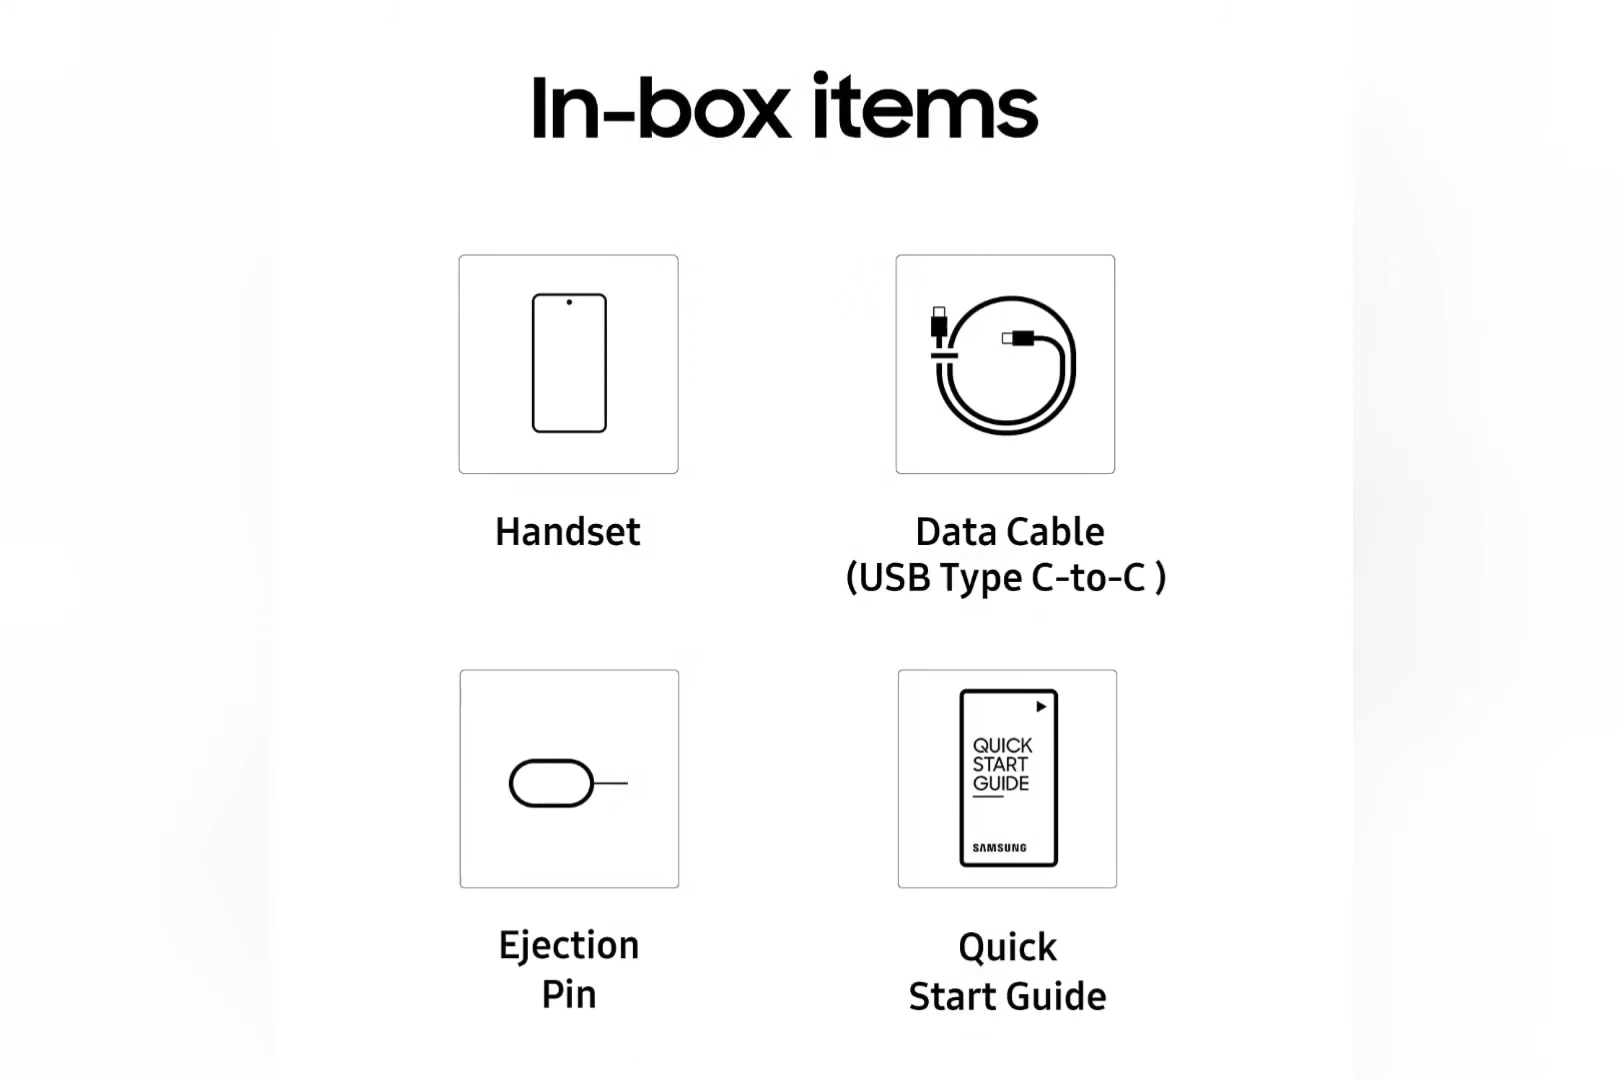 In-box items
Handset
Data Cable
(USB Type C-to-C )
QUICK
START
GUIDE
SAMSUNG
Ejection
Pin
Quick
Start Guide